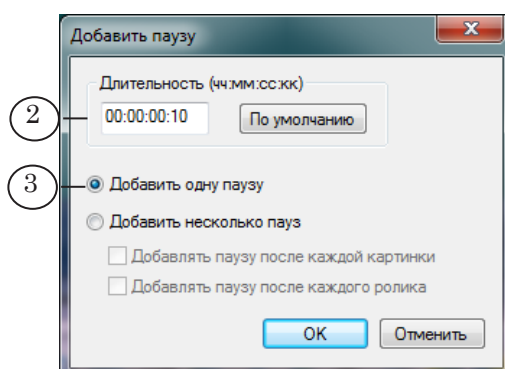 Добавить паузу
Длительность (чч:мм:сс:кк)
2
00:00:00:10
По умолчанию
3
Добавить одну паузу
Добавить несколько пауз
Добавлять паузу после каждой картинки
Добавлять паузу после каждого ролика
OK
Отменить